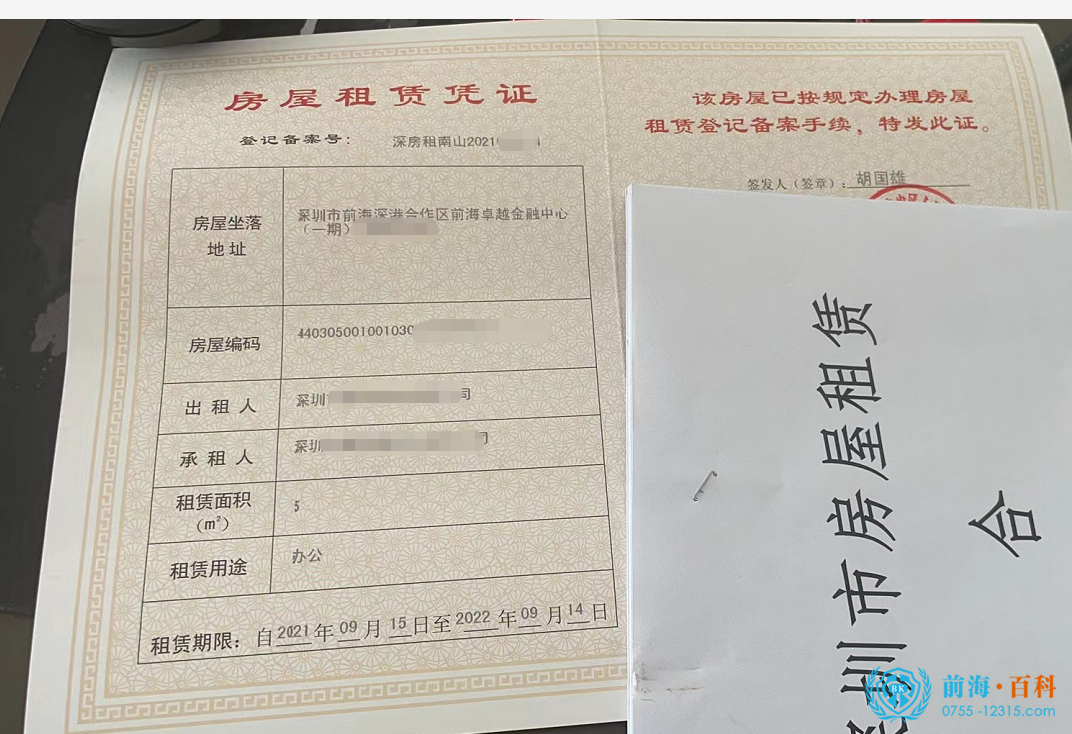 房屋租赁凭证
登记备案号： 深房租南山2021
房屋坐落
地址
深圳市前海深港合作区前海卓越金融中心
（一期）
房屋编码
440305001001030
出租人
深圳
司
承租人
深圳
司
租赁面积
（㎡）
5
租赁用途
办公
租赁期限：自2021年09月15日至2022年09月14日
该房屋已按规定办理房屋
租赁登记备案手续，特发此证。
签发人（签章）：胡国雄
深圳市房屋租赁
合
BK
前海·百科
0755-12315.com